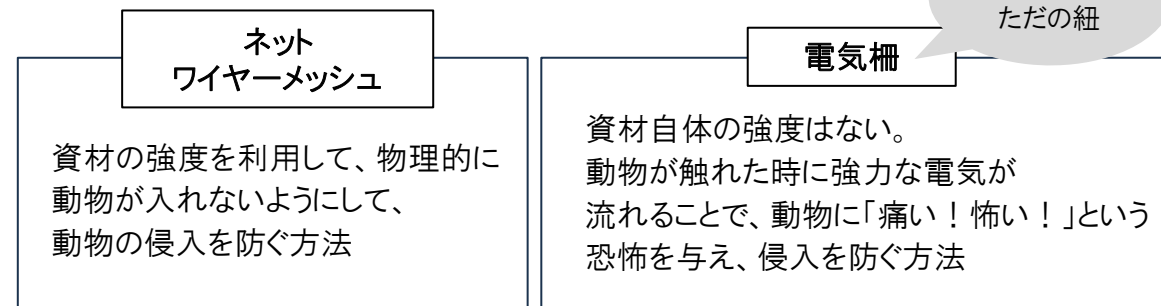 ネット
ワイヤーメッシュ
資材の強度を利用して、物理的に
動物が入れないようにして、
動物の侵入を防ぐ方法
ただの紐
電気柵
資材自体の強度はない。
動物が触れた時に強力な電気が
流れることで、動物に「痛い！怖い！」という
恐怖を与え、侵入を防ぐ方法